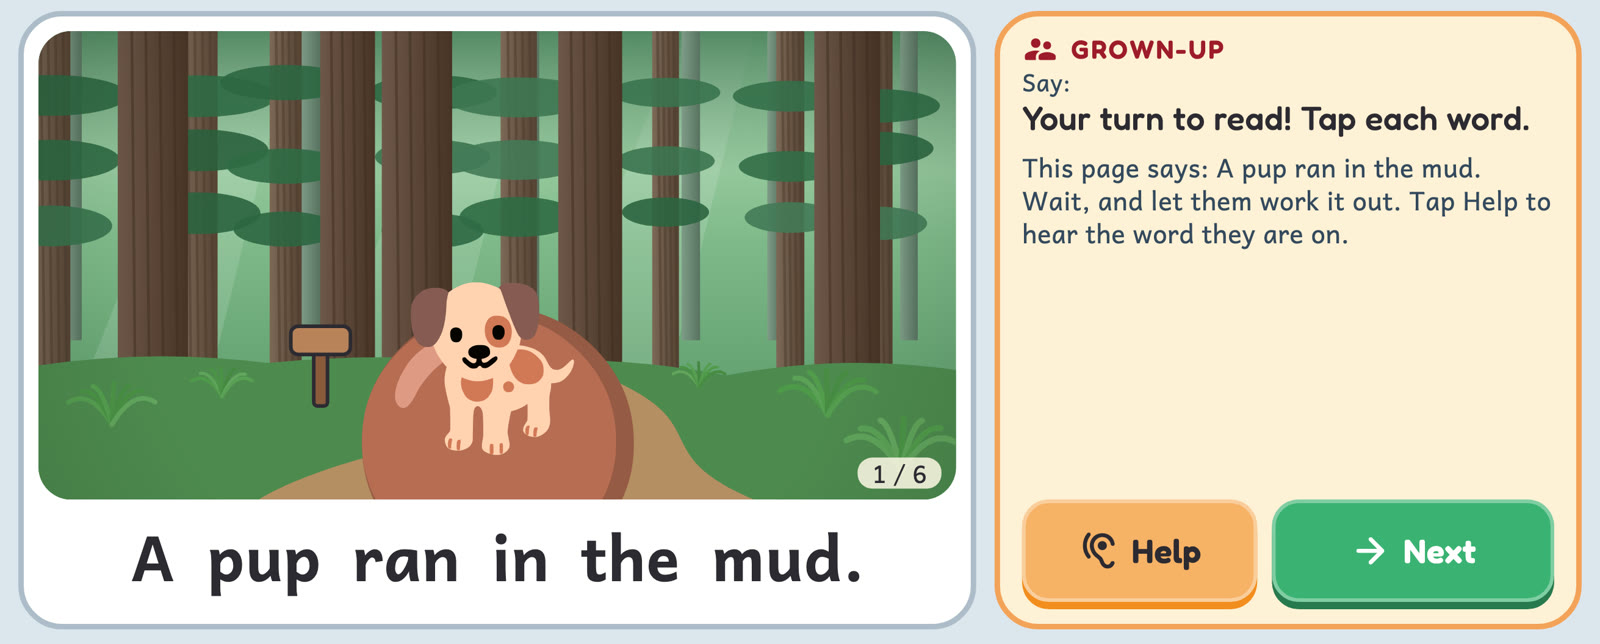 1 / 6
A pup ran in the mud.
GROWN-UP
Say:
Your turn to read! Tap each word.
This page says: A pup ran in the mud.
Wait, and let them work it out. Tap Help to
hear the word they are on.
Help
Next